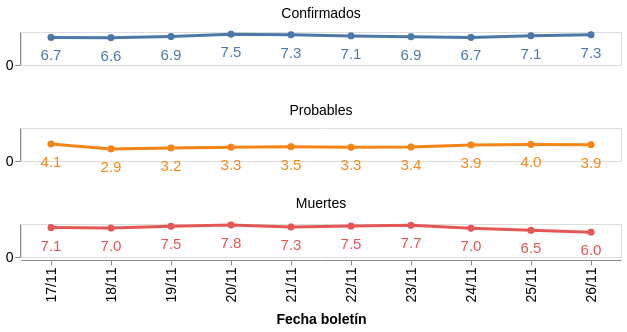 Confirmados
0
6.7 6.6 6.9 7.5 7.3 7.1 6.9 6.7 7.1 7.3
Probables
0
4.1 2.9 3.2 3.3 3.5 3.3 3.4 3.9 4.0 3.9
Muertes
0
7.1 7.0 7.5 7.8 7.3 7.5 7.7 7.0 6.5 6.0
17/11 18/11 19/11 20/11 21/11 22/11 23/11 24/11 25/11 26/11
Fecha boletín